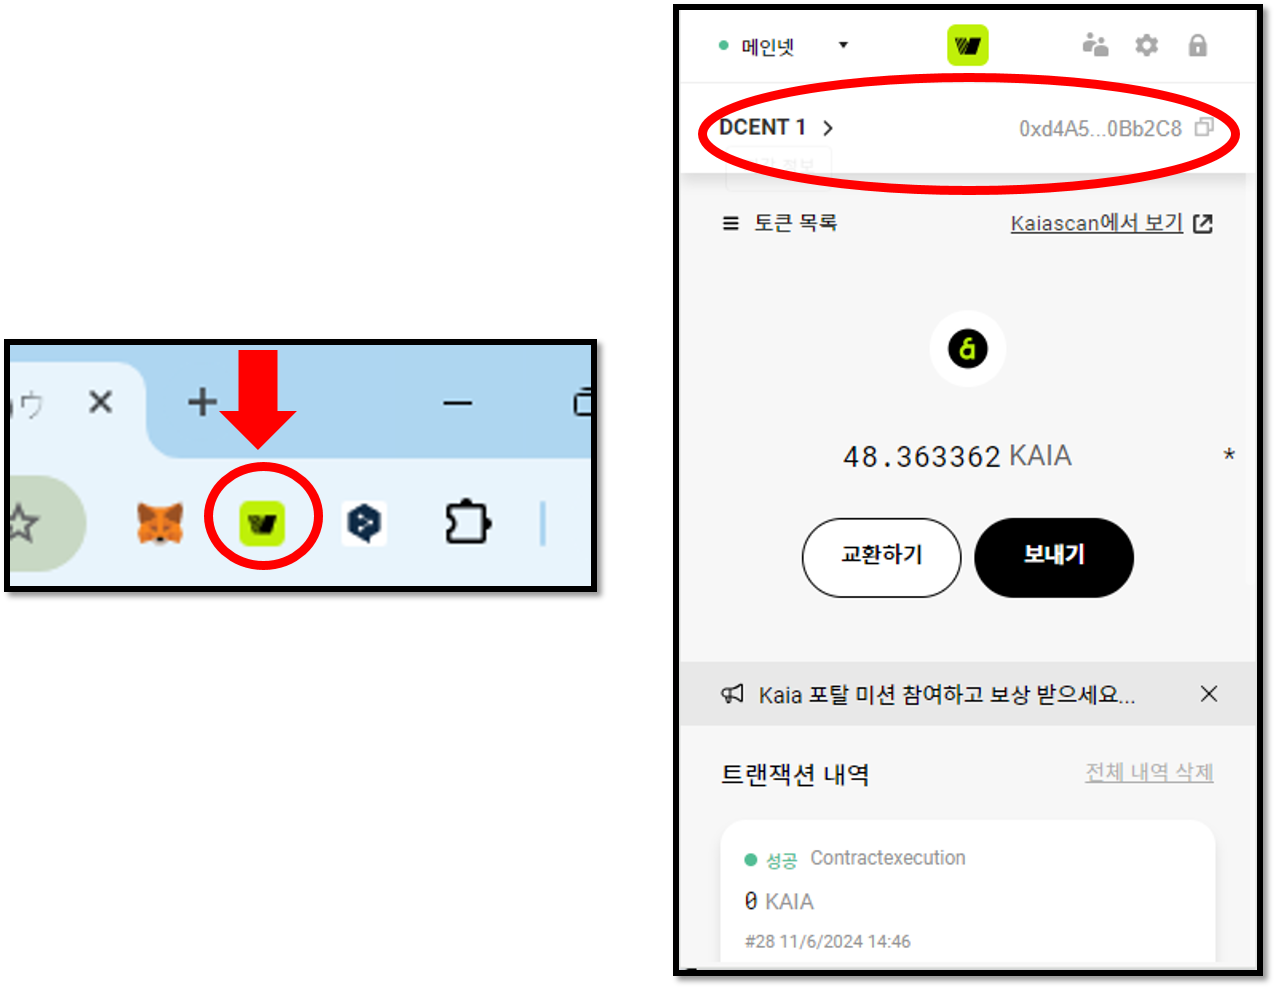 ウ
메인넷
DCENT 1
0xd4A5...0Bb2C8
토큰 목록
Kaiascan에서 보기
48.363362 KAIA
*
교환하기
보내기
Kaia 포탈 미션 참여하고 보상 받으세요...
트랜잭션 내역
전체 내역 삭제
성공 Contractexecution
0 KAIA
#28 11/6/2024 14:46